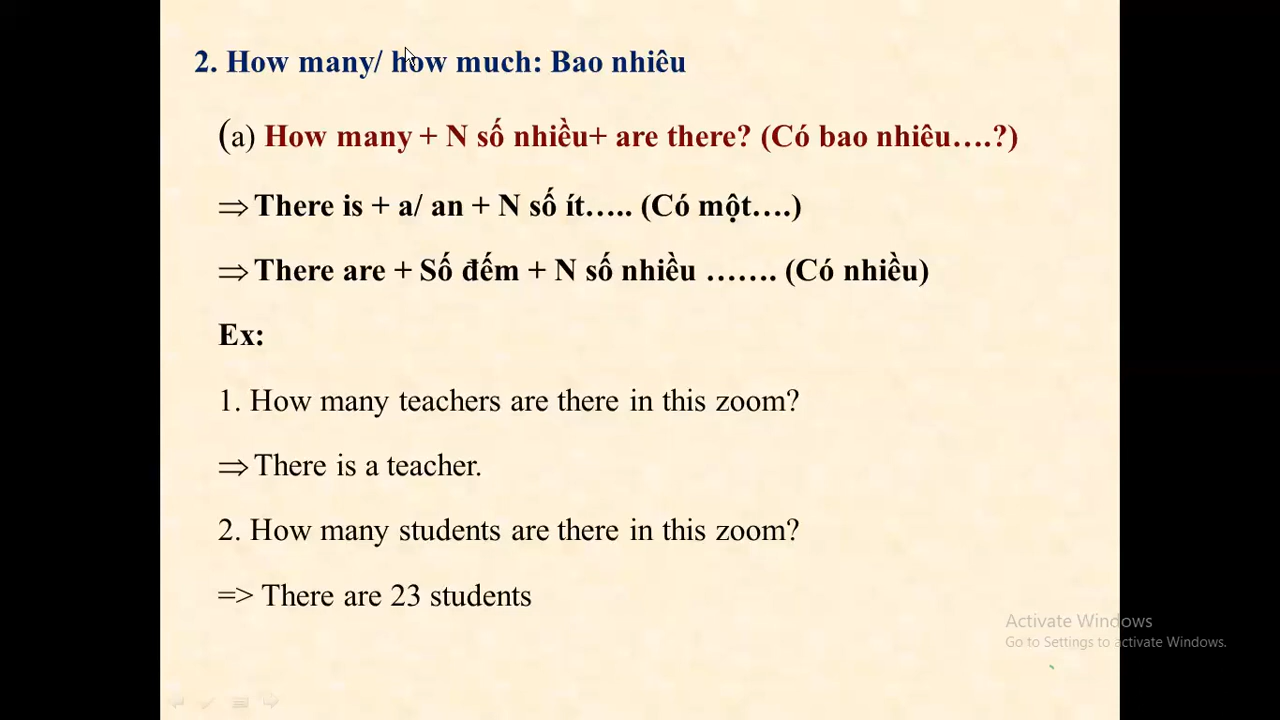 2. How many/ how much: Bao nhiêu
(a) How many + N số nhiều+ are there? (Có bao nhiêu….?)
⇒ There is + a/ an + N số ít….. (Có một….)
⇒ There are + Số đếm + N số nhiều ……. (Có nhiều)
Ex:
1. How many teachers are there in this zoom?
⇒ There is a teacher.
2. How many students are there in this zoom?
=> There are 23 students
Activate Windows
Go to Settings to activate Windows.